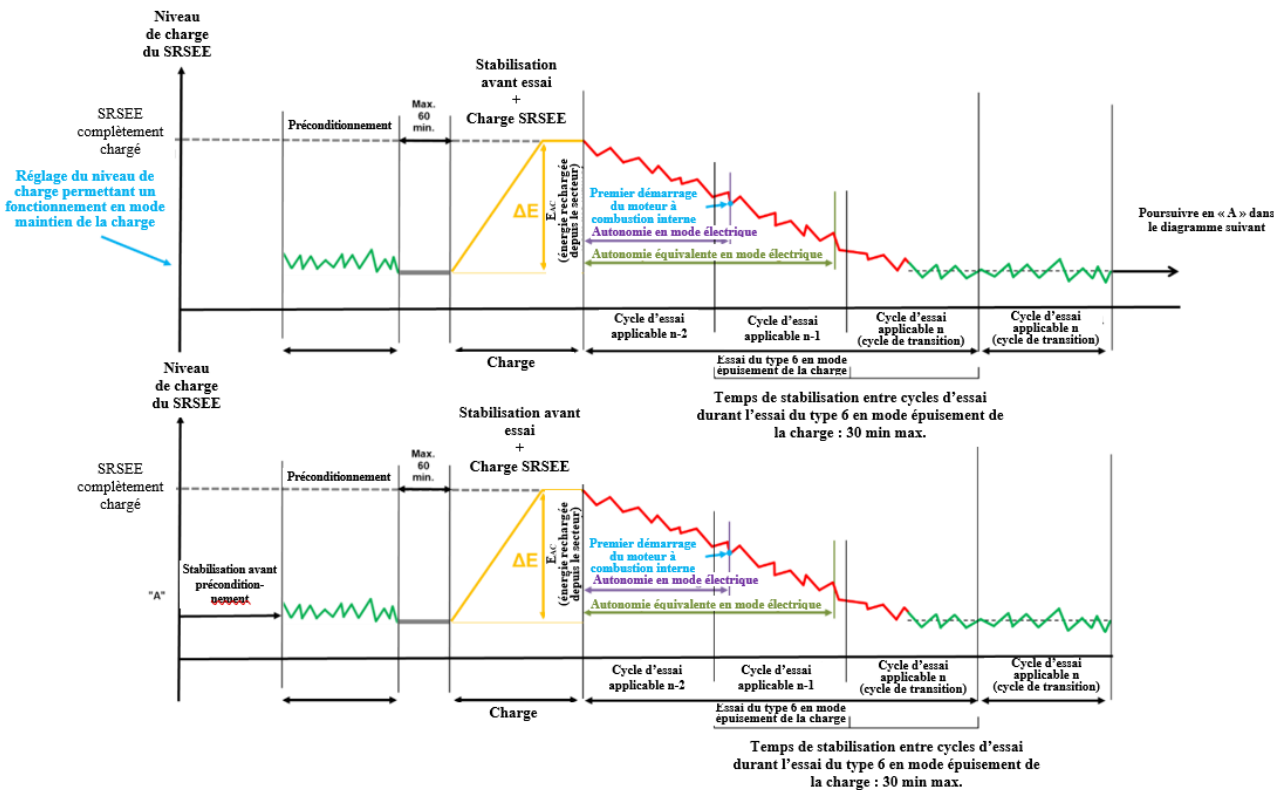 Niveau
de charge
du SRSEE
Stabilisation
avant essai
+
Charge SRSEE
Max.
60
min.
Préconditionnement
SRSEE
complètement
chargé
Réglage du niveau de
charge permettant un
fonctionnement en mode
maintien de la charge
ΔE
EAC
(énergie rechargée
depuis le secteur)
Premier démarrage
du moteur à
combustion interne
Autonomie en mode électrique
Autonomie équivalente en mode électrique
Poursuivre en « A » dans
le diagramme suivant
Cycle d'essai
applicable n-2
Cycle d'essai
applicable n-1
Cycle d'essai
applicable n
(cycle de transition)
Cycle d'essai
applicable n
(cycle de transition)
Charge
Essai du type 6 en mode
épuisement de la charge
Temps de stabilisation entre cycles d'essai
durant l'essai du type 6 en mode épuisement de
la charge : 30 min max.
Niveau
de charge
du SRSEE
Stabilisation avant
essai
+
Charge SRSEE
Max.
60
min.
Préconditionnement
SRSEE
complètement
chargé
Stabilisation avant
précondition-
nement
"A"
ΔE
EAC
(énergie rechargée
depuis le secteur)
Premier démarrage
du moteur à
combustion interne
Autonomie en mode électrique
Autonomie équivalente en mode électrique
Cycle d'essai
applicable n-2
Cycle d'essai
applicable n-1
Cycle d'essai
applicable n
(cycle de transition)
Cycle d'essai
applicable n
(cycle de transition)
Charge
Essai du type 6 en mode
épuisement de la charge
Temps de stabilisation entre cycles d'essai
durant l'essai du type 6 en mode épuisement de
la charge : 30 min max.